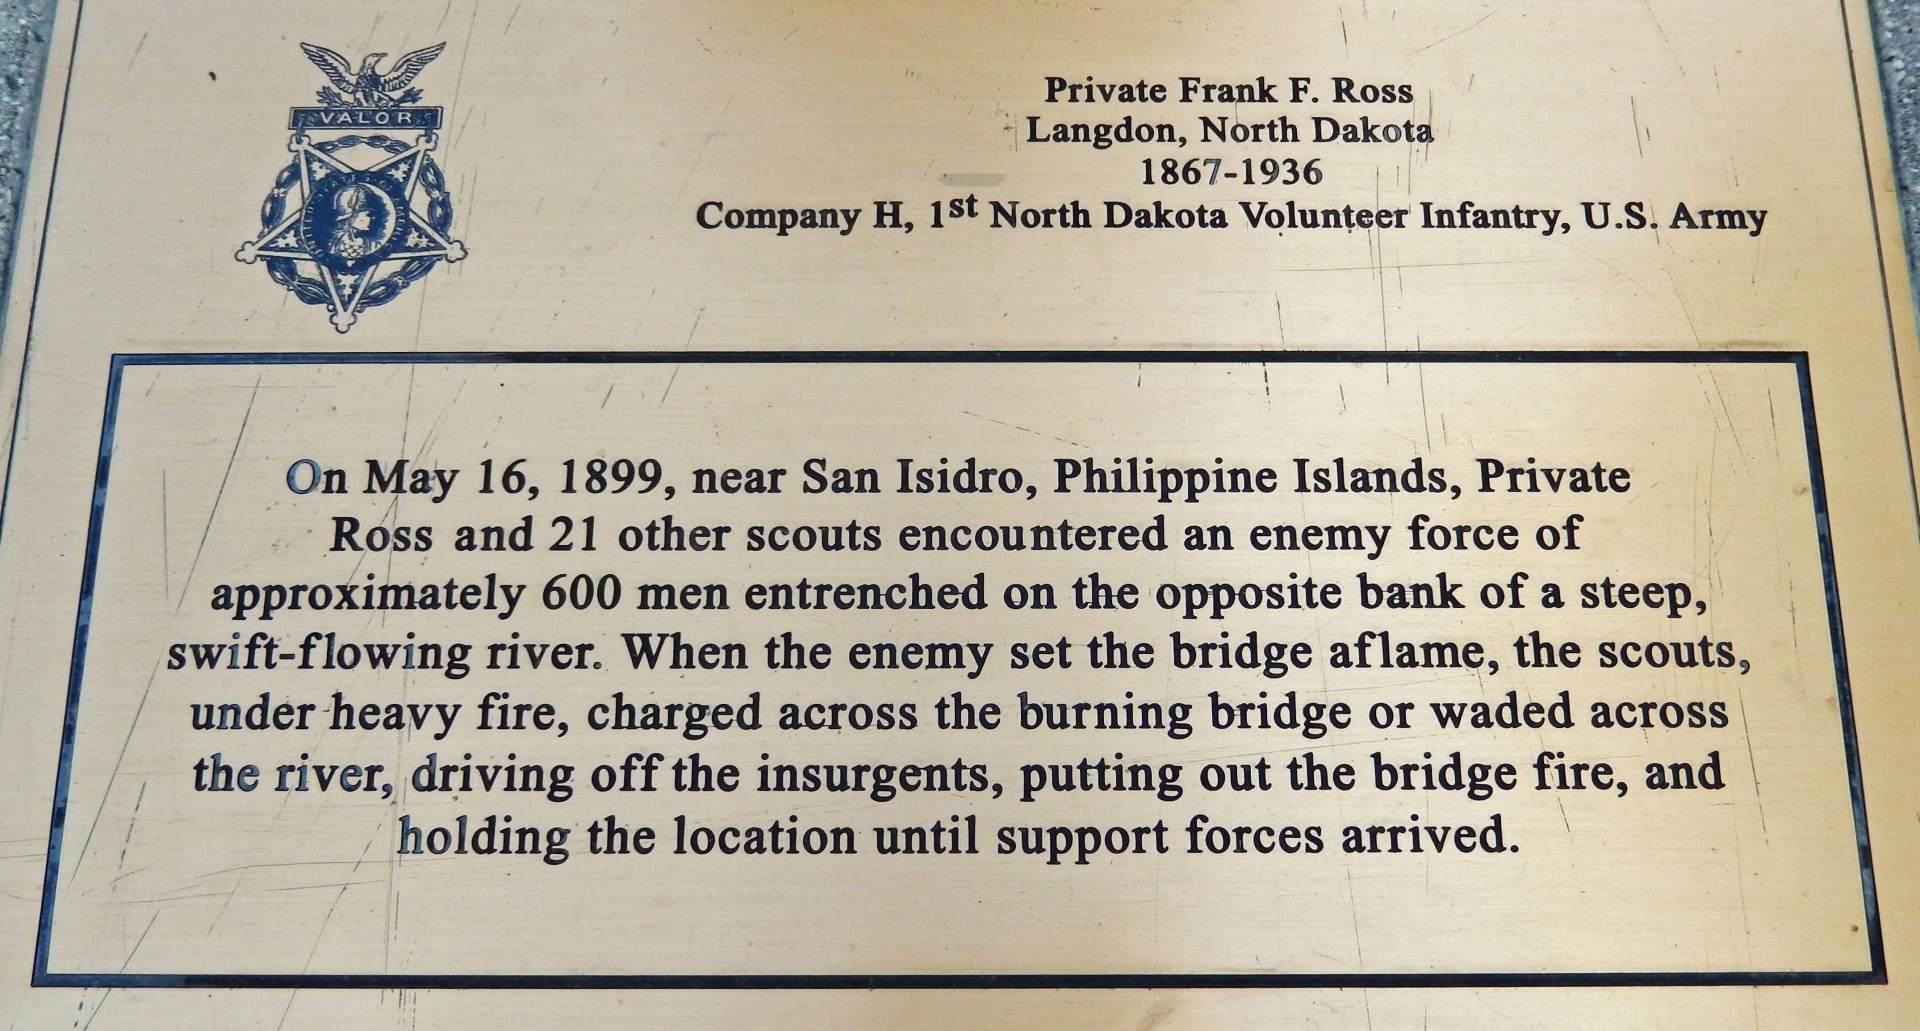 VALOR
Private Frank F. Ross
Langdon, North Dakota
1867-1936
Company H, 1st North Dakota Volunteer Infantry, U.S. Army
On May 16, 1899, near San Isidro, Philippine Islands, Private
Ross and 21 other scouts encountered an enemy force of
approximately 600 men entrenched on the opposite bank of a steep,
swift-flowing river. When the enemy set the bridge aflame, the scouts,
under heavy fire, charged across the burning bridge or waded across
the river, driving off the insurgents, putting out the bridge fire, and
holding the location until support forces arrived.